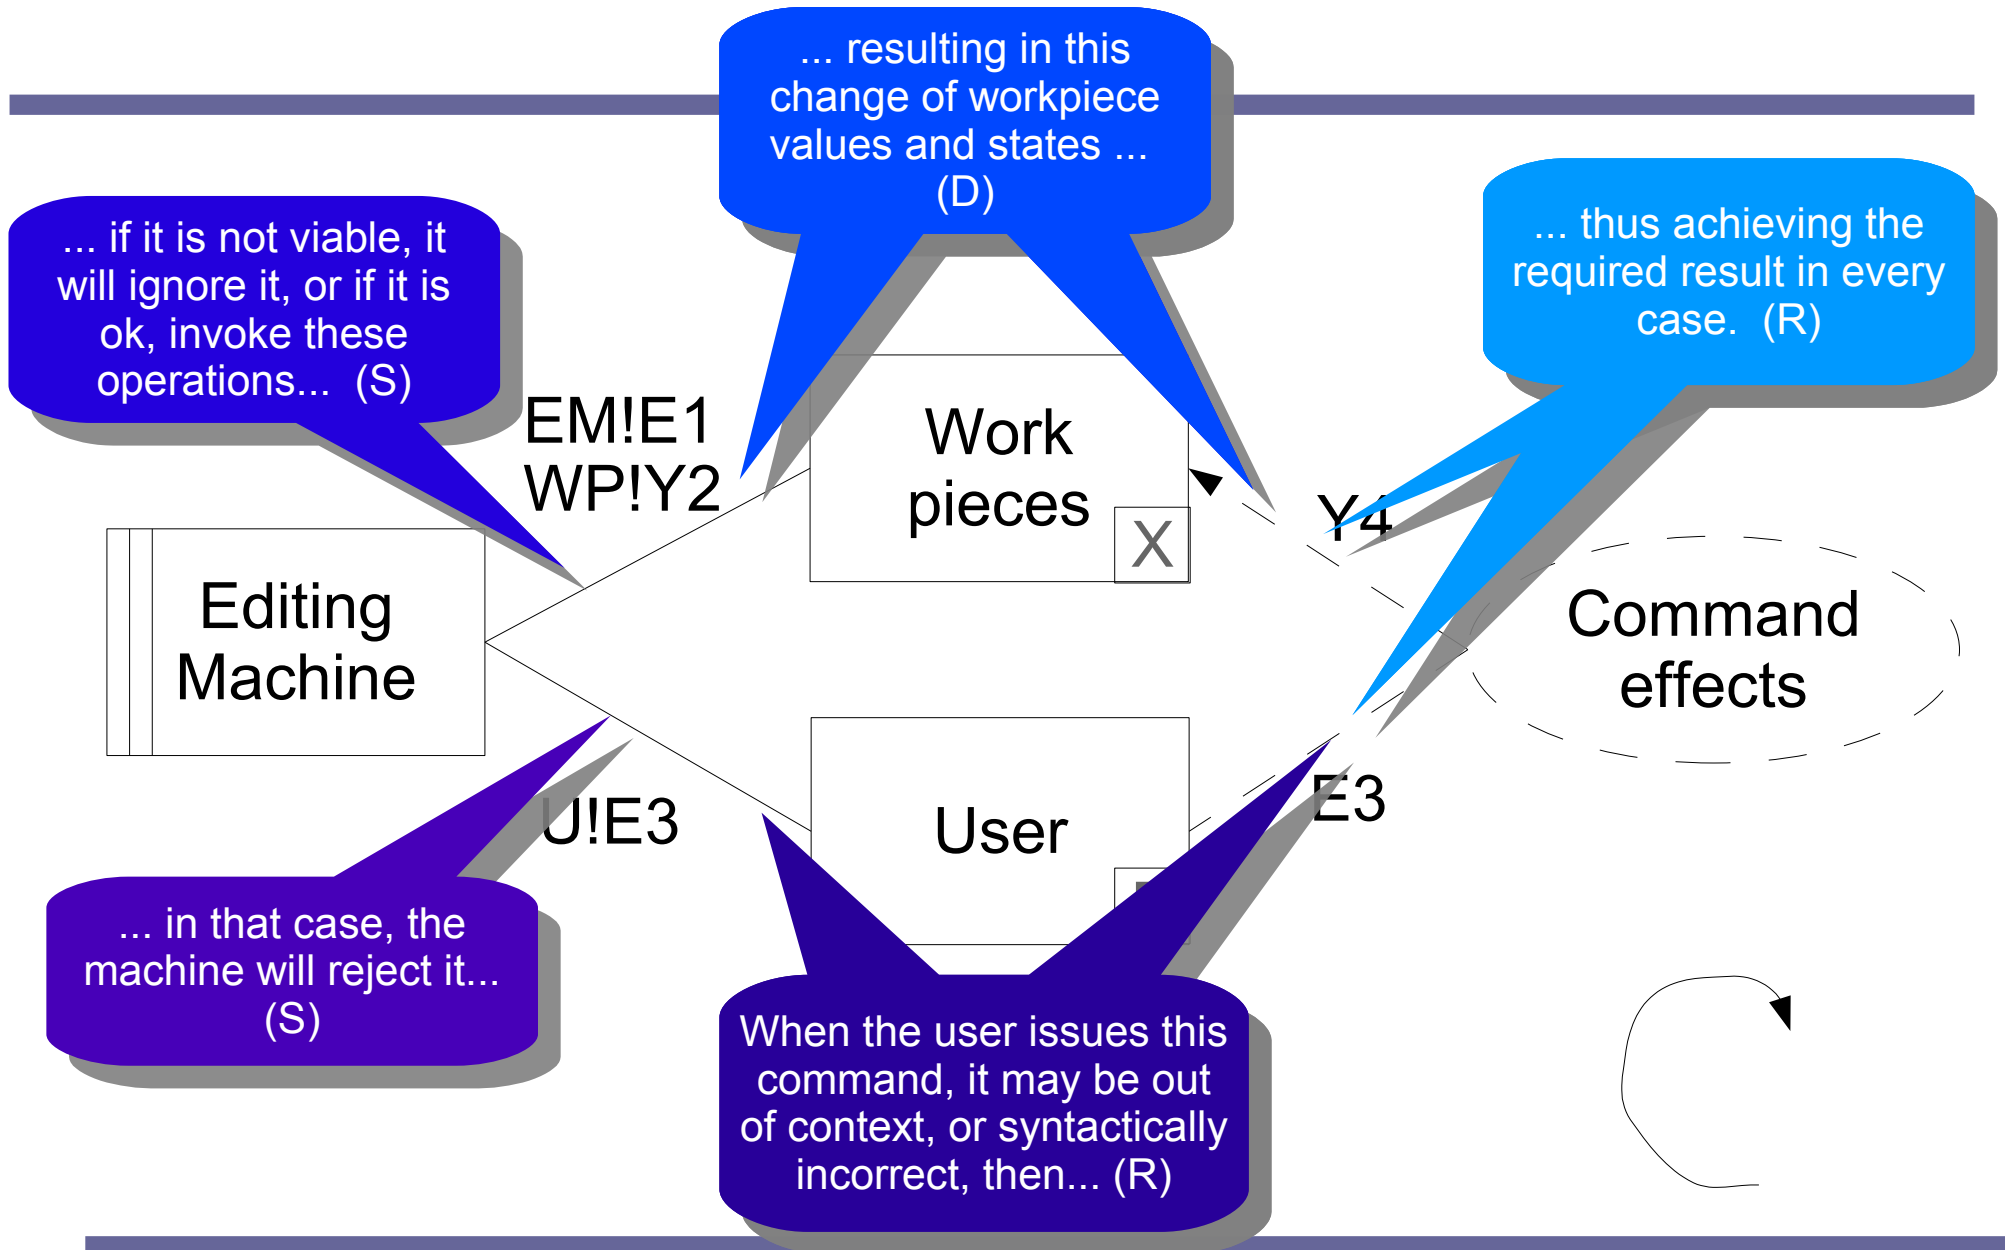 ... resulting in this
change of workpiece
values and states ...
(D)
... if it is not viable, it
will ignore it, or if it is
ok, invoke these
operations... (S)
... thus achieving the
required result in every
case. (R)
EM!E1
WP!Y2
Work
pieces
X
Y4
Editing
Machine
Command
effects
U!E3
User
E3
... in that case, the
machine will reject it...
(S)
When the user issues this
command, it may be out
of context, or syntactically
incorrect, then... (R)